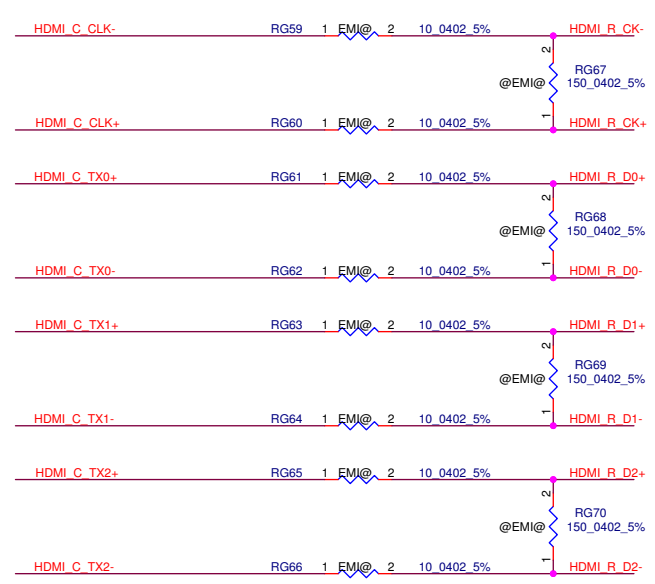 HDMI_C_CLK- RG59 1 EMI@ 2 10_0402_5% HDMI_R_CK-
2
RG67
@EMI@ 150_0402_5%
1
HDMI_C_CLK+ RG60 1 EMI@ 2 10_0402_5% HDMI_R_CK+
HDMI_C_TX0+ RG61 1 EMI@ 2 10_0402_5% HDMI_R_D0+
2
RG68
@EMI@ 150_0402_5%
1
HDMI_C_TX0- RG62 1 EMI@ 2 10_0402_5% HDMI_R_D0-
HDMI_C_TX1+ RG63 1 EMI@ 2 10_0402_5% HDMI_R_D1+
2
RG69
@EMI@ 150_0402_5%
1
HDMI_C_TX1- RG64 1 EMI@ 2 10_0402_5% HDMI_R_D1-
HDMI_C_TX2+ RG65 1 EMI@ 2 10_0402_5% HDMI_R_D2+
2
RG70
@EMI@ 150_0402_5%
1
HDMI_C_TX2- RG66 1 EMI@ 2 10_0402_5% HDMI_R_D2-